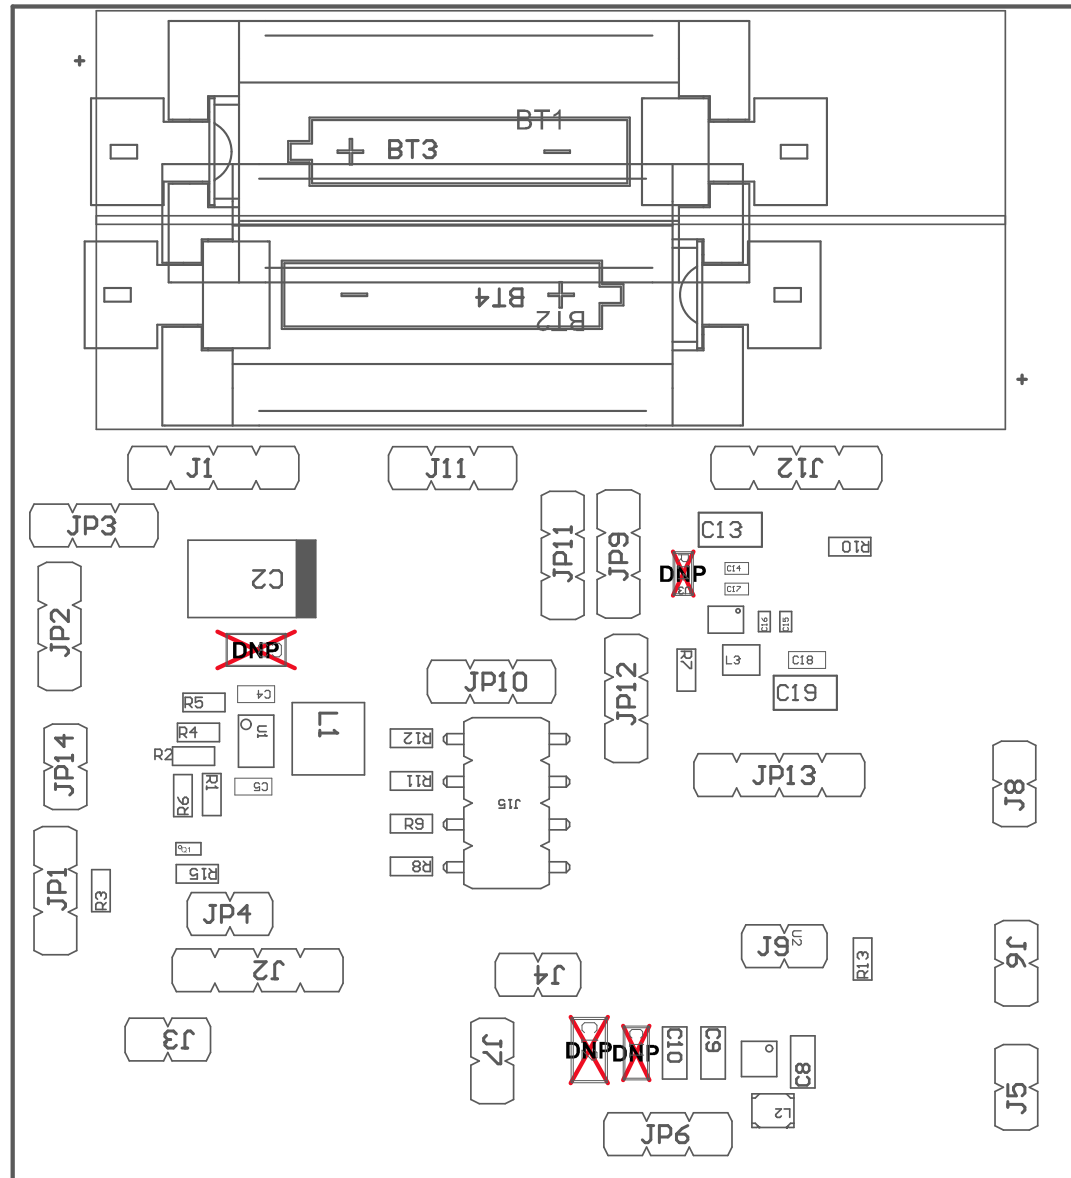 +
BT1
+ BT3 −
− BT4 +
BT2
+
J1
J11
J12
JP3
JP11
JP9
C13
R10
C2
DNP
C14
C17
JP2
DNP
C16
C15
JP10
JP12
R7
L3
C18
C19
R5
C4
R4
U1
L1
R2
R12
JP14
JP13
R11
J15
J8
R6
R1
C5
R9
R8
JP1
R3
R15
JP4
J9
U2
R13
J6
J2
J4
J3
J7
DNP
DNP
C10
C9
C8
J5
L2
JP6